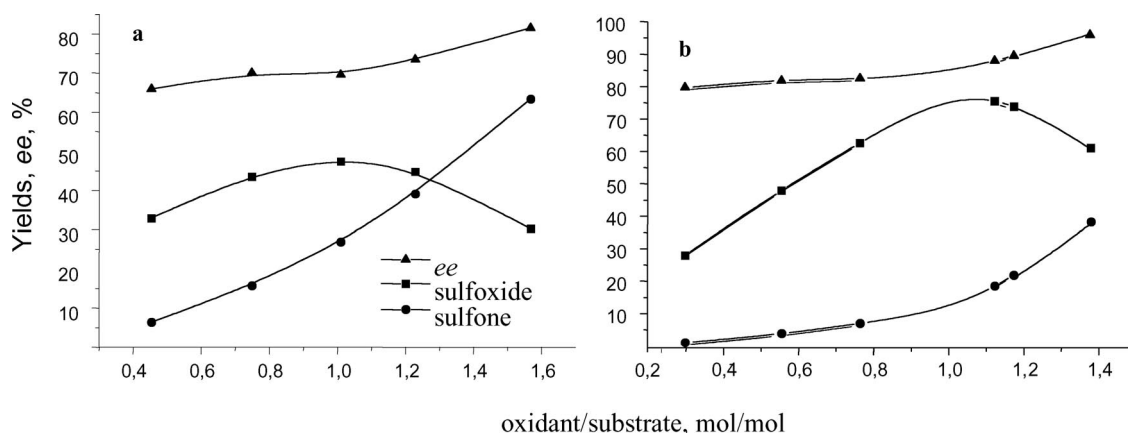 a
80
70
60
50
40
30
20
10
Yields, ee, %
ee
sulfoxide
sulfone
0,4 0,6 0,8 1,0 1,2 1,4 1,6
b
100
90
80
70
60
50
40
30
20
10
0,2 0,4 0,6 0,8 1,0 1,2 1,4
oxidant/substrate, mol/mol